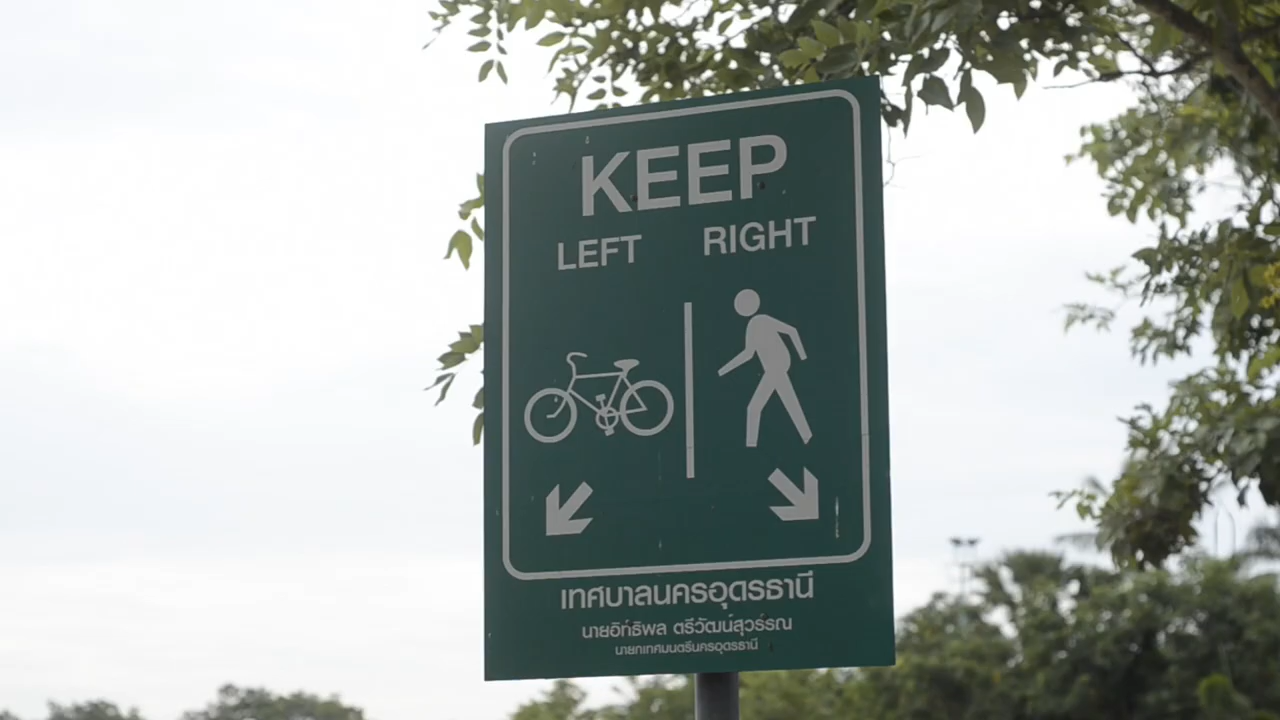 KEEP
LEFT RIGHT
เทศบาลนครอุดรธานี
นายอิทธิพล ตรีวัฒน์สุวรรณ
นายกเทศมนตรีนครอุดรธานี